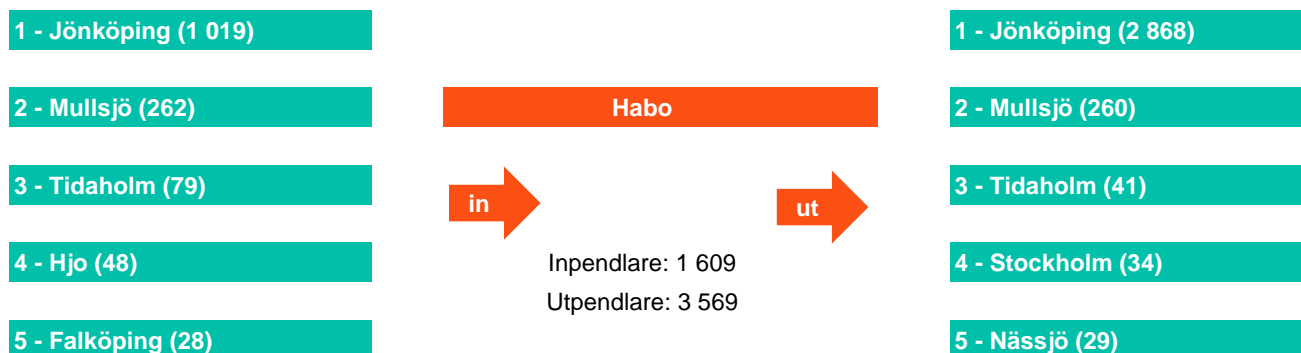 1 - Jönköping (1 019)
2 - Mullsjö (262)
3 - Tidaholm (79)
4 - Hjo (48)
5 - Falköping (28)
Habo
in
ut
Inpendlare: 1 609
Utpendlare: 3 569
1 - Jönköping (2 868)
2 - Mullsjö (260)
3 - Tidaholm (41)
4 - Stockholm (34)
5 - Nässjö (29)